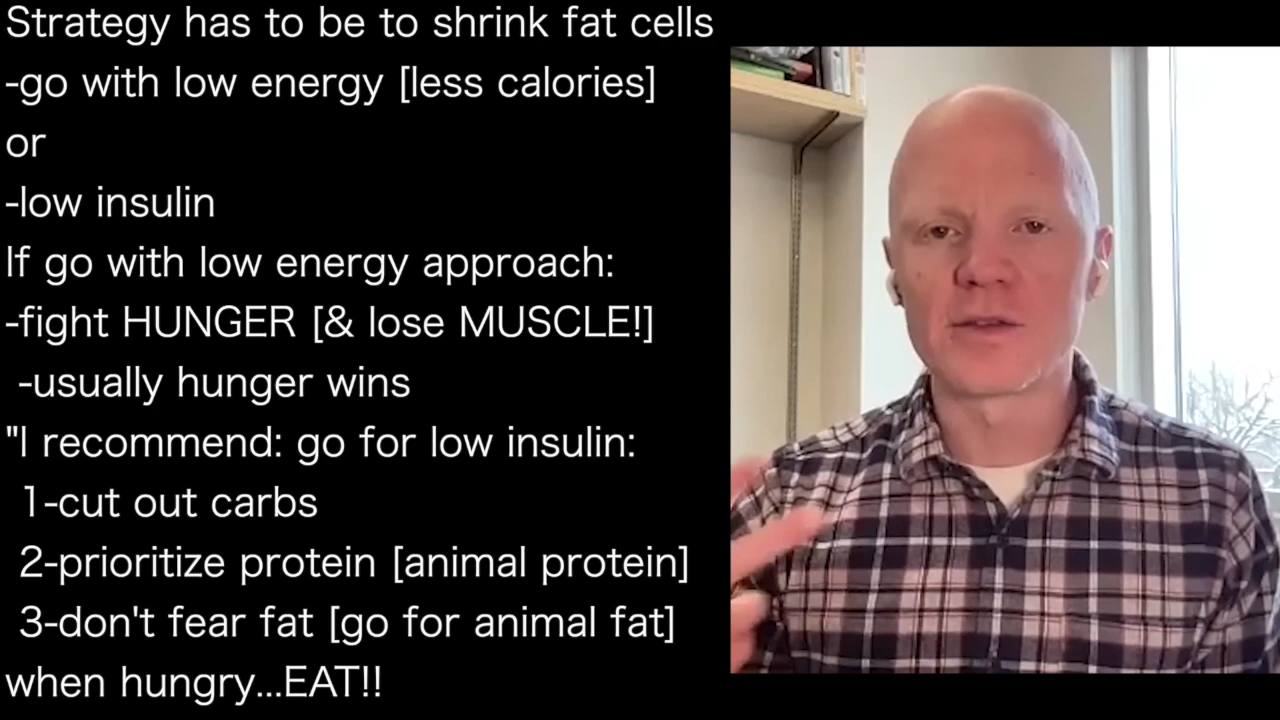 Strategy has to be to shrink fat cells
-go with low energy [less calories]
or
-low insulin
If go with low energy approach:
-fight HUNGER [& lose MUSCLE!]
-usually hunger wins
"I recommend: go for low insulin:
1-cut out carbs
2-prioritize protein [animal protein]
3-don't fear fat [go for animal fat]
when hungry...EAT!!